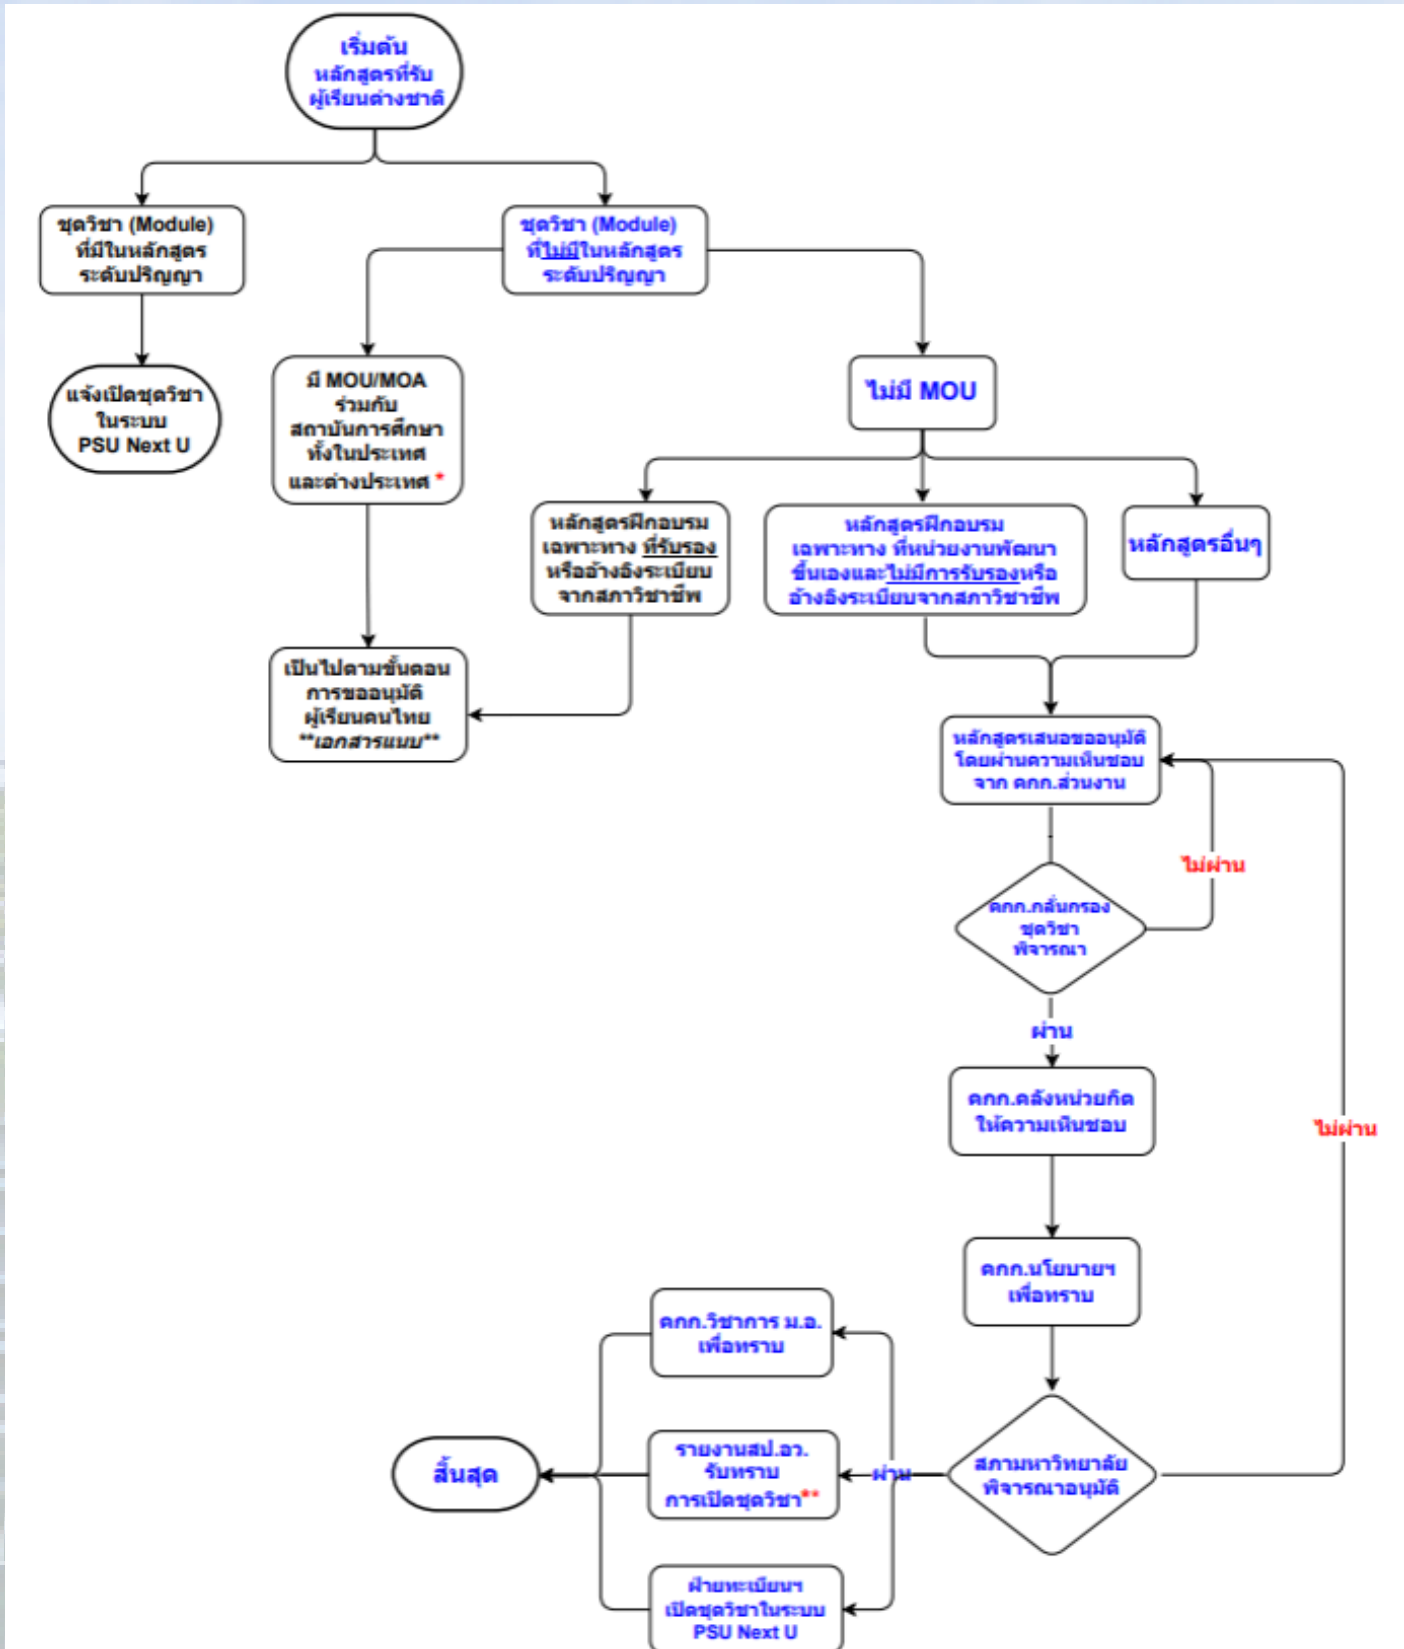 เริ่มต้น
หลักสูตรที่รับ
ผู้เรียนต่างชาติ
ชุดวิชา (Module)
ที่มีในหลักสูตร
ระดับปริญญา
ชุดวิชา (Module)
ที่ไม่มีในหลักสูตร
ระดับปริญญา
แจ้งเปิดชุดวิชา
ในระบบ
PSU Next U
มี MOU/MOA
ร่วมกับ
สถาบันการศึกษา
ทั้งในประเทศ
และต่างประเทศ *
ไม่มี MOU
หลักสูตรฝึกอบรม
เฉพาะทาง ที่รับรอง
หรืออ้างอิงระเบียบ
จากสภาวิชาชีพ
หลักสูตรฝึกอบรม
เฉพาะทาง ที่หน่วยงานพัฒนา
ขึ้นเองและไม่มีการรับรองหรือ
อ้างอิงระเบียบจากสภาวิชาชีพ
หลักสูตรอื่นๆ
เป็นไปตามขั้นตอน
การขออนุมัติ
ผู้เรียนคนไทย
**เอกสารแนบ**
หลักสูตรเสนอขออนุมัติ
โดยผ่านความเห็นชอบ
จาก คกก.ส่วนงาน
ไม่ผ่าน
คกก.กลั่นกรอง
ชุดวิชา
พิจารณา
ผ่าน
คกก.คลังหน่วยกิต
ให้ความเห็นชอบ
ไม่ผ่าน
คกก.นโยบายฯ
เพื่อทราบ
คกก.วิชาการ ม.อ.
เพื่อทราบ
สภามหาวิทยาลัย
พิจารณาอนุมัติ
ผ่าน
รายงานสป.อว.
รับทราบ
การเปิดชุดวิชา**
สิ้นสุด
ฝ่ายทะเบียนฯ
เปิดชุดวิชาในระบบ
PSU Next U